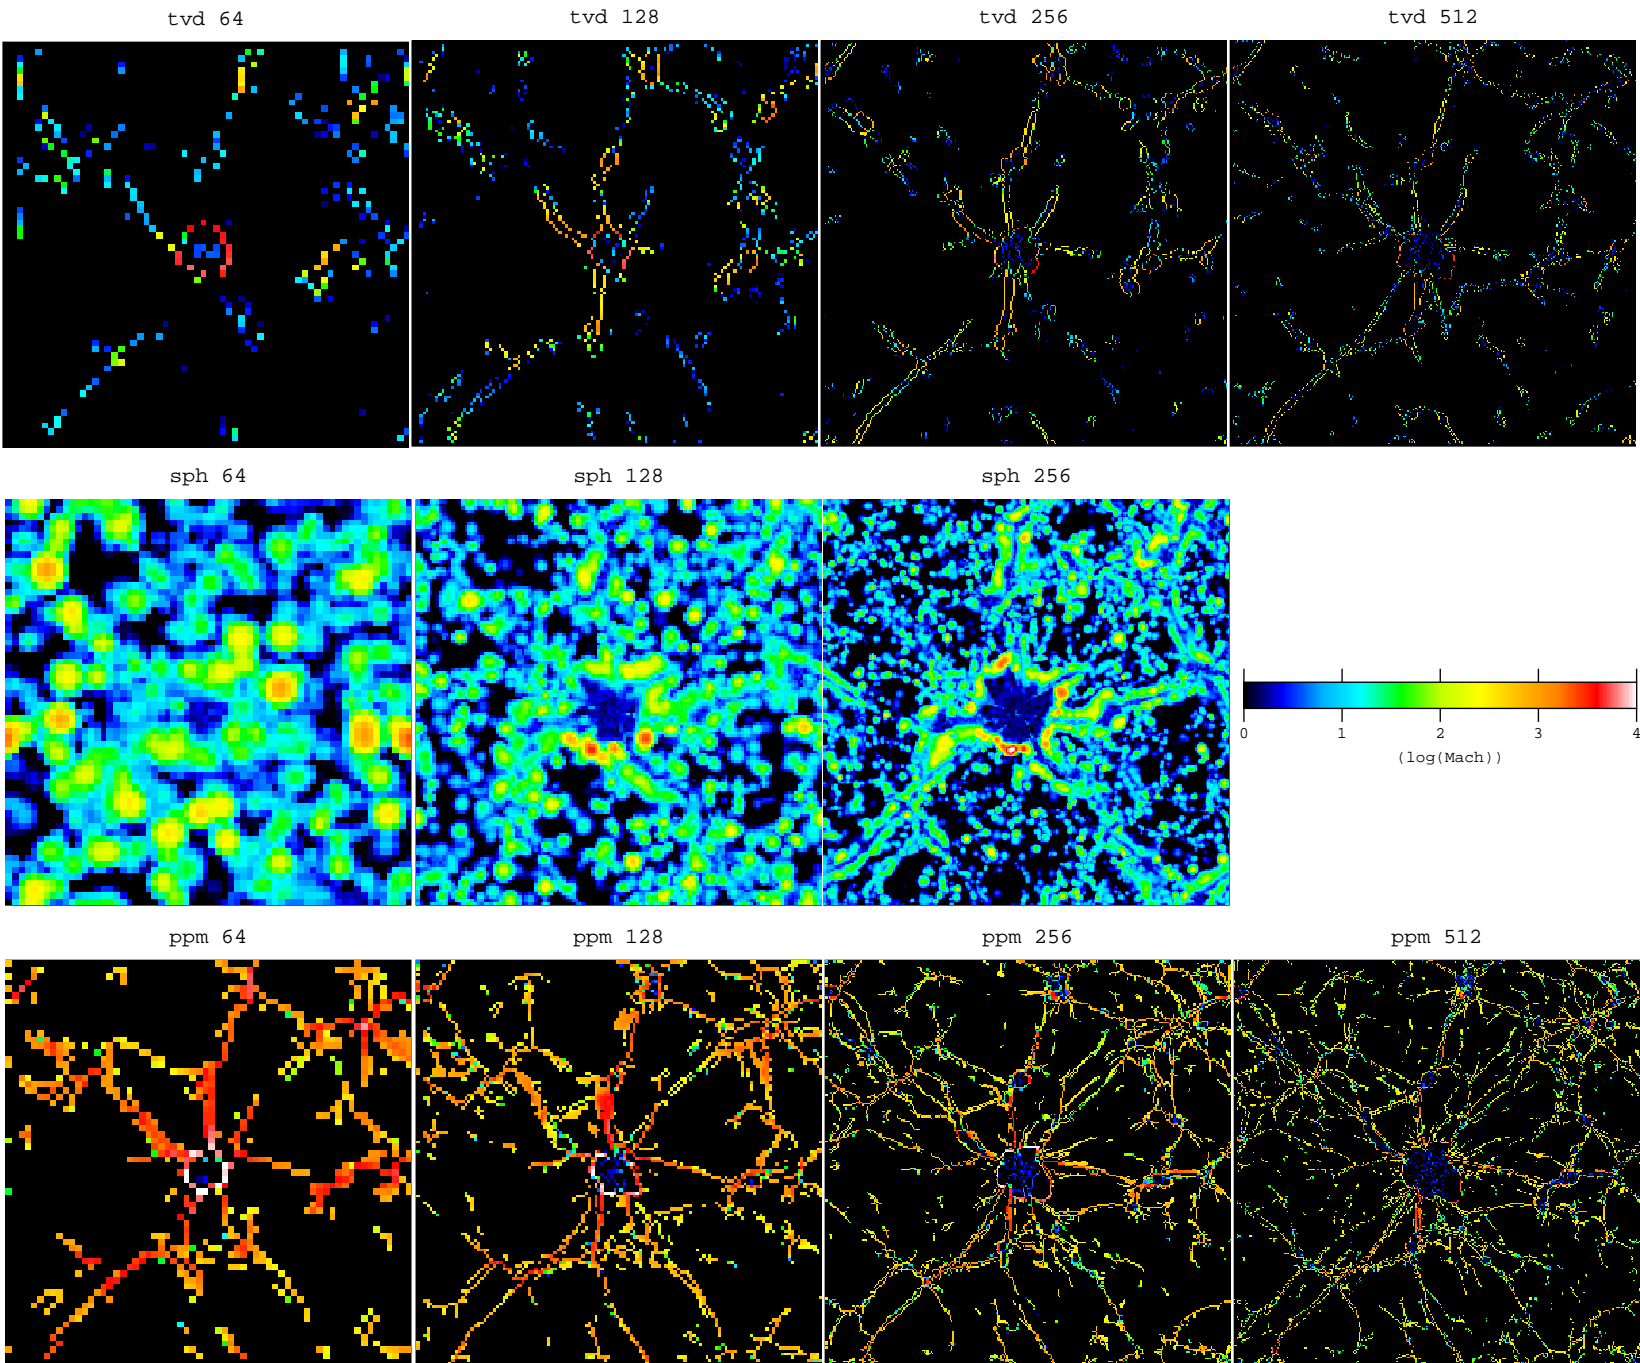 tvd 64 tvd 128 tvd 256 tvd 512
sph 64 sph 128 sph 256
0 1 2 3 4
(log(Mach))
ppm 64 ppm 128 ppm 256 ppm 512